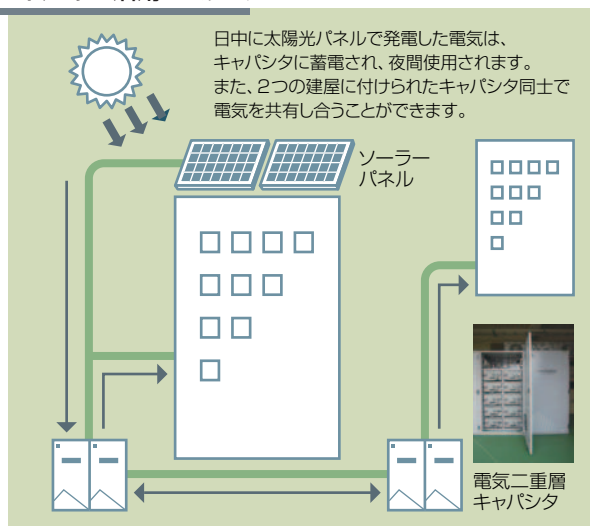 日中に太陽光パネルで発電した電気は、
キャパシタに蓄電され、夜間使用されます。
また、2つの建屋に付けられたキャパシタ同士で
電気を共有し合うことができます。
ソーラー
パネル
電気二重層
キャパシタ